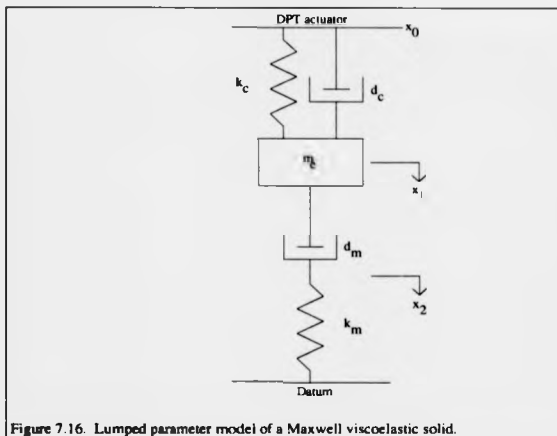 DPT actuator
x0
kc
dc
mc
x1
dm
x2
km
Datum
Figure 7.16. Lumped parameter model of a Maxwell viscoelastic solid.